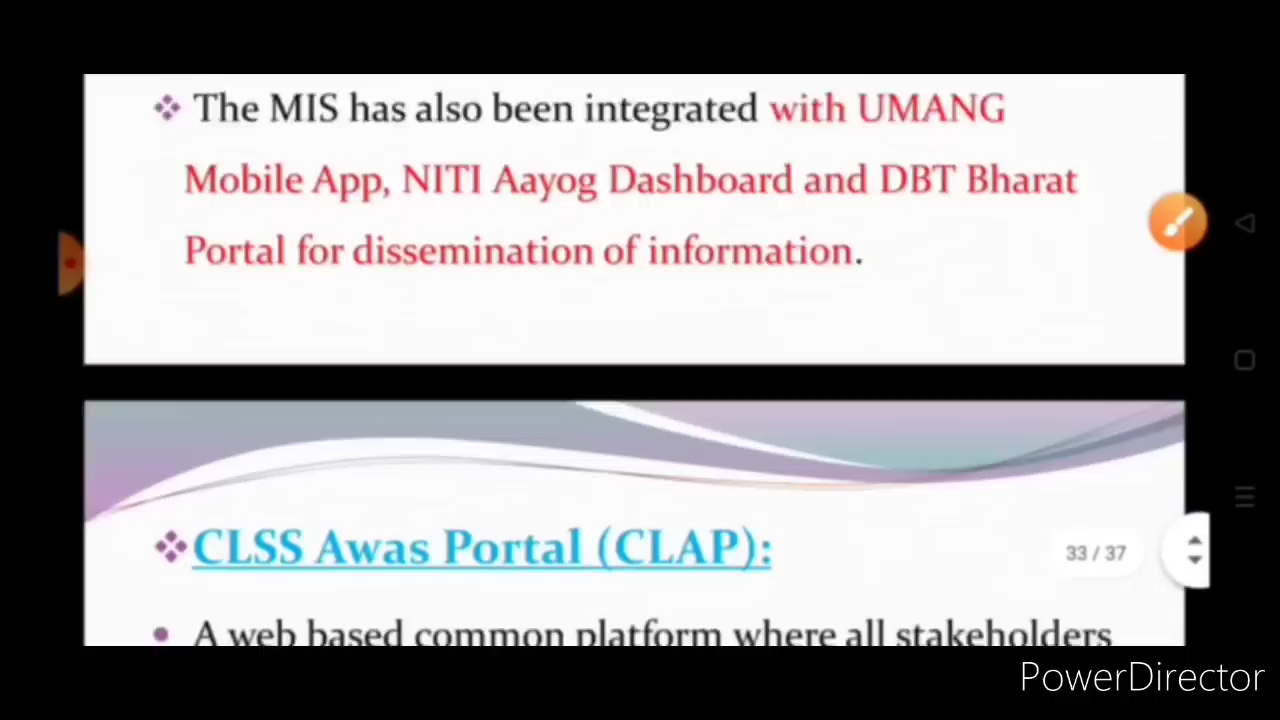 The MIS has also been integrated with UMANG
Mobile App, NITI Aayog Dashboard and DBT Bharat
Portal for dissemination of information.
CLSS Awas Portal (CLAP):
33 / 37
A web based common platform where all stakeholders
PowerDirector